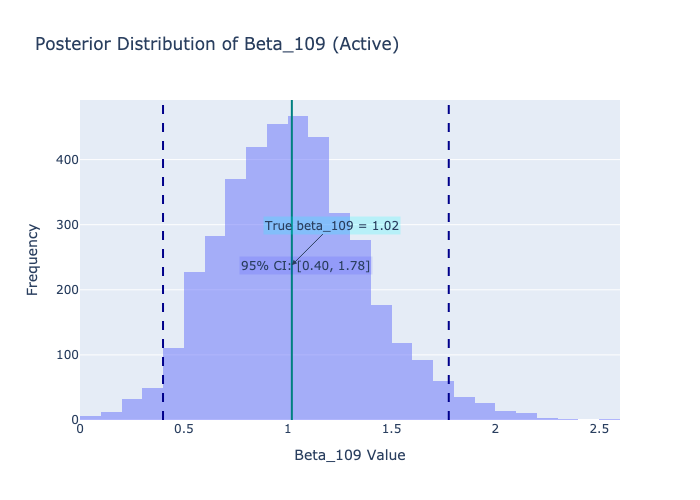 Posterior Distribution of Beta_109 (Active)
Frequency
400
300
200
100
0
True beta_109 = 1.02
95% CI: [0.40, 1.78]
0
0.5
1
1.5
2
2.5
Beta_109 Value